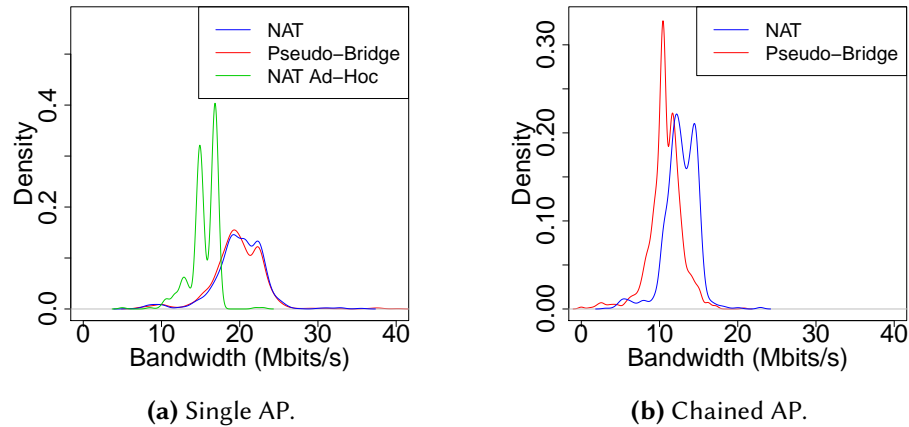 NAT
Pseudo−Bridge
NAT Ad−Hoc
Density
0.0 0.2 0.4
0 10 20 30 40
Bandwidth (Mbits/s)
(a) Single AP.
NAT
Pseudo−Bridge
Density
0.00 0.10 0.20 0.30
0 10 20 30 40
Bandwidth (Mbits/s)
(b) Chained AP.